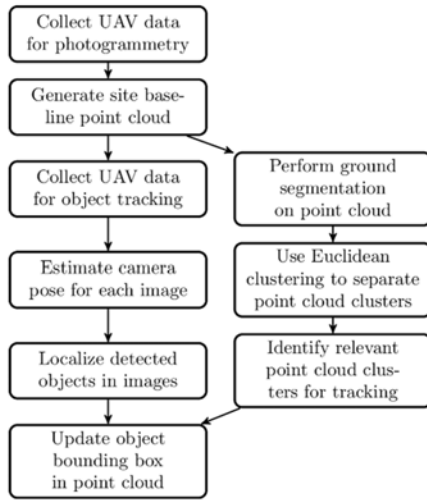 Collect UAV data
for photogrammetry
Generate site base-
line point cloud
Collect UAV data
for object tracking
Estimate camera
pose for each image
Localize detected
objects in images
Perform ground
segmentation
on point cloud
Use Euclidean
clustering to separate
point cloud clusters
Identify relevant
point cloud clus-
ters for tracking
Update object
bounding box
in point cloud